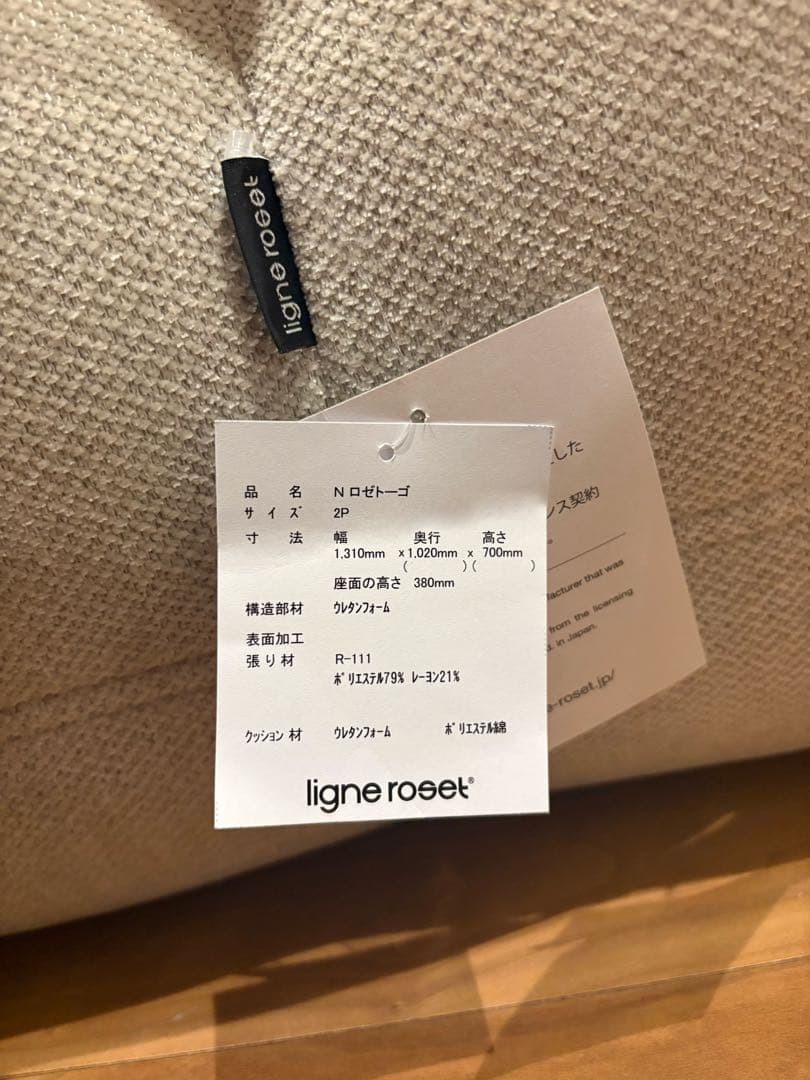 ligne roset
品 名 N ロゼトーゴ
サ イ ズ 2P
寸 法 幅 奥行 高さ
1,310mm x 1,020mm x 700mm
( ) ( )
座面の高さ 380mm
構造部材 ウレタンフォーム
表面加工
張 り 材 R-111
ポリエステル79% レーヨン21%
クッション 材 ウレタンフォーム ポリエステル綿
ligne roset®
した
ス契約
that was
from the licensing
in Japan.
-roset.jp/